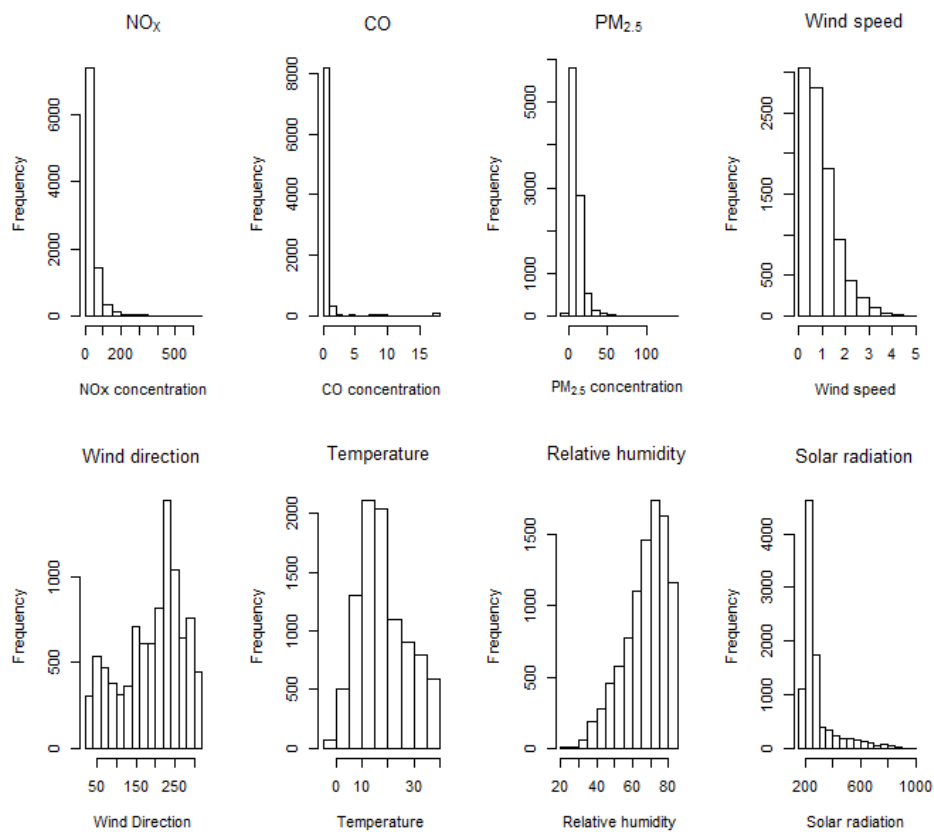 NOX
CO
PM2.5
Wind speed
Frequency
0 2000 4000 6000
0 200 500
NOx concentration
Frequency
0 2000 4000 6000 8000
0 5 10 15
CO concentration
Frequency
0 1000 3000 5000
0 50 100
PM2.5 concentration
Frequency
0 500 1500 2500
0 1 2 3 4 5
Wind speed
Wind direction
Temperature
Relative humidity
Solar radiation
Frequency
0 500 1000
50 150 250
Wind Direction
Frequency
0 500 1000 1500 2000
0 10 30
Temperature
Frequency
0 500 1000 1500
20 40 60 80
Relative humidity
Frequency
0 1000 2000 3000 4000
200 600 1000
Solar radiation